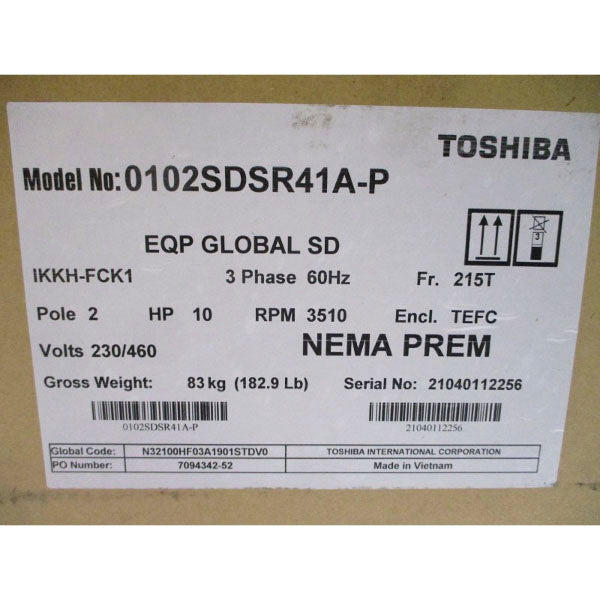 TOSHIBA
Model No: 0102SDSR41A-P
EQP GLOBAL SD
3
IKKH-FCK1 3 Phase 60Hz Fr. 215T
Pole 2 HP 10 RPM 3510 Encl. TEFC
Volts 230/460 NEMA PREM
Gross Weight: 83 kg (182.9 Lb) Serial No: 21040112256
0102SDSR41A-P 21040112256
Global Code: N32100HF03A1901STDV0 TOSHIBA INTERNATIONAL CORPORATION
PO Number: 7094342-52 Made in Vietnam